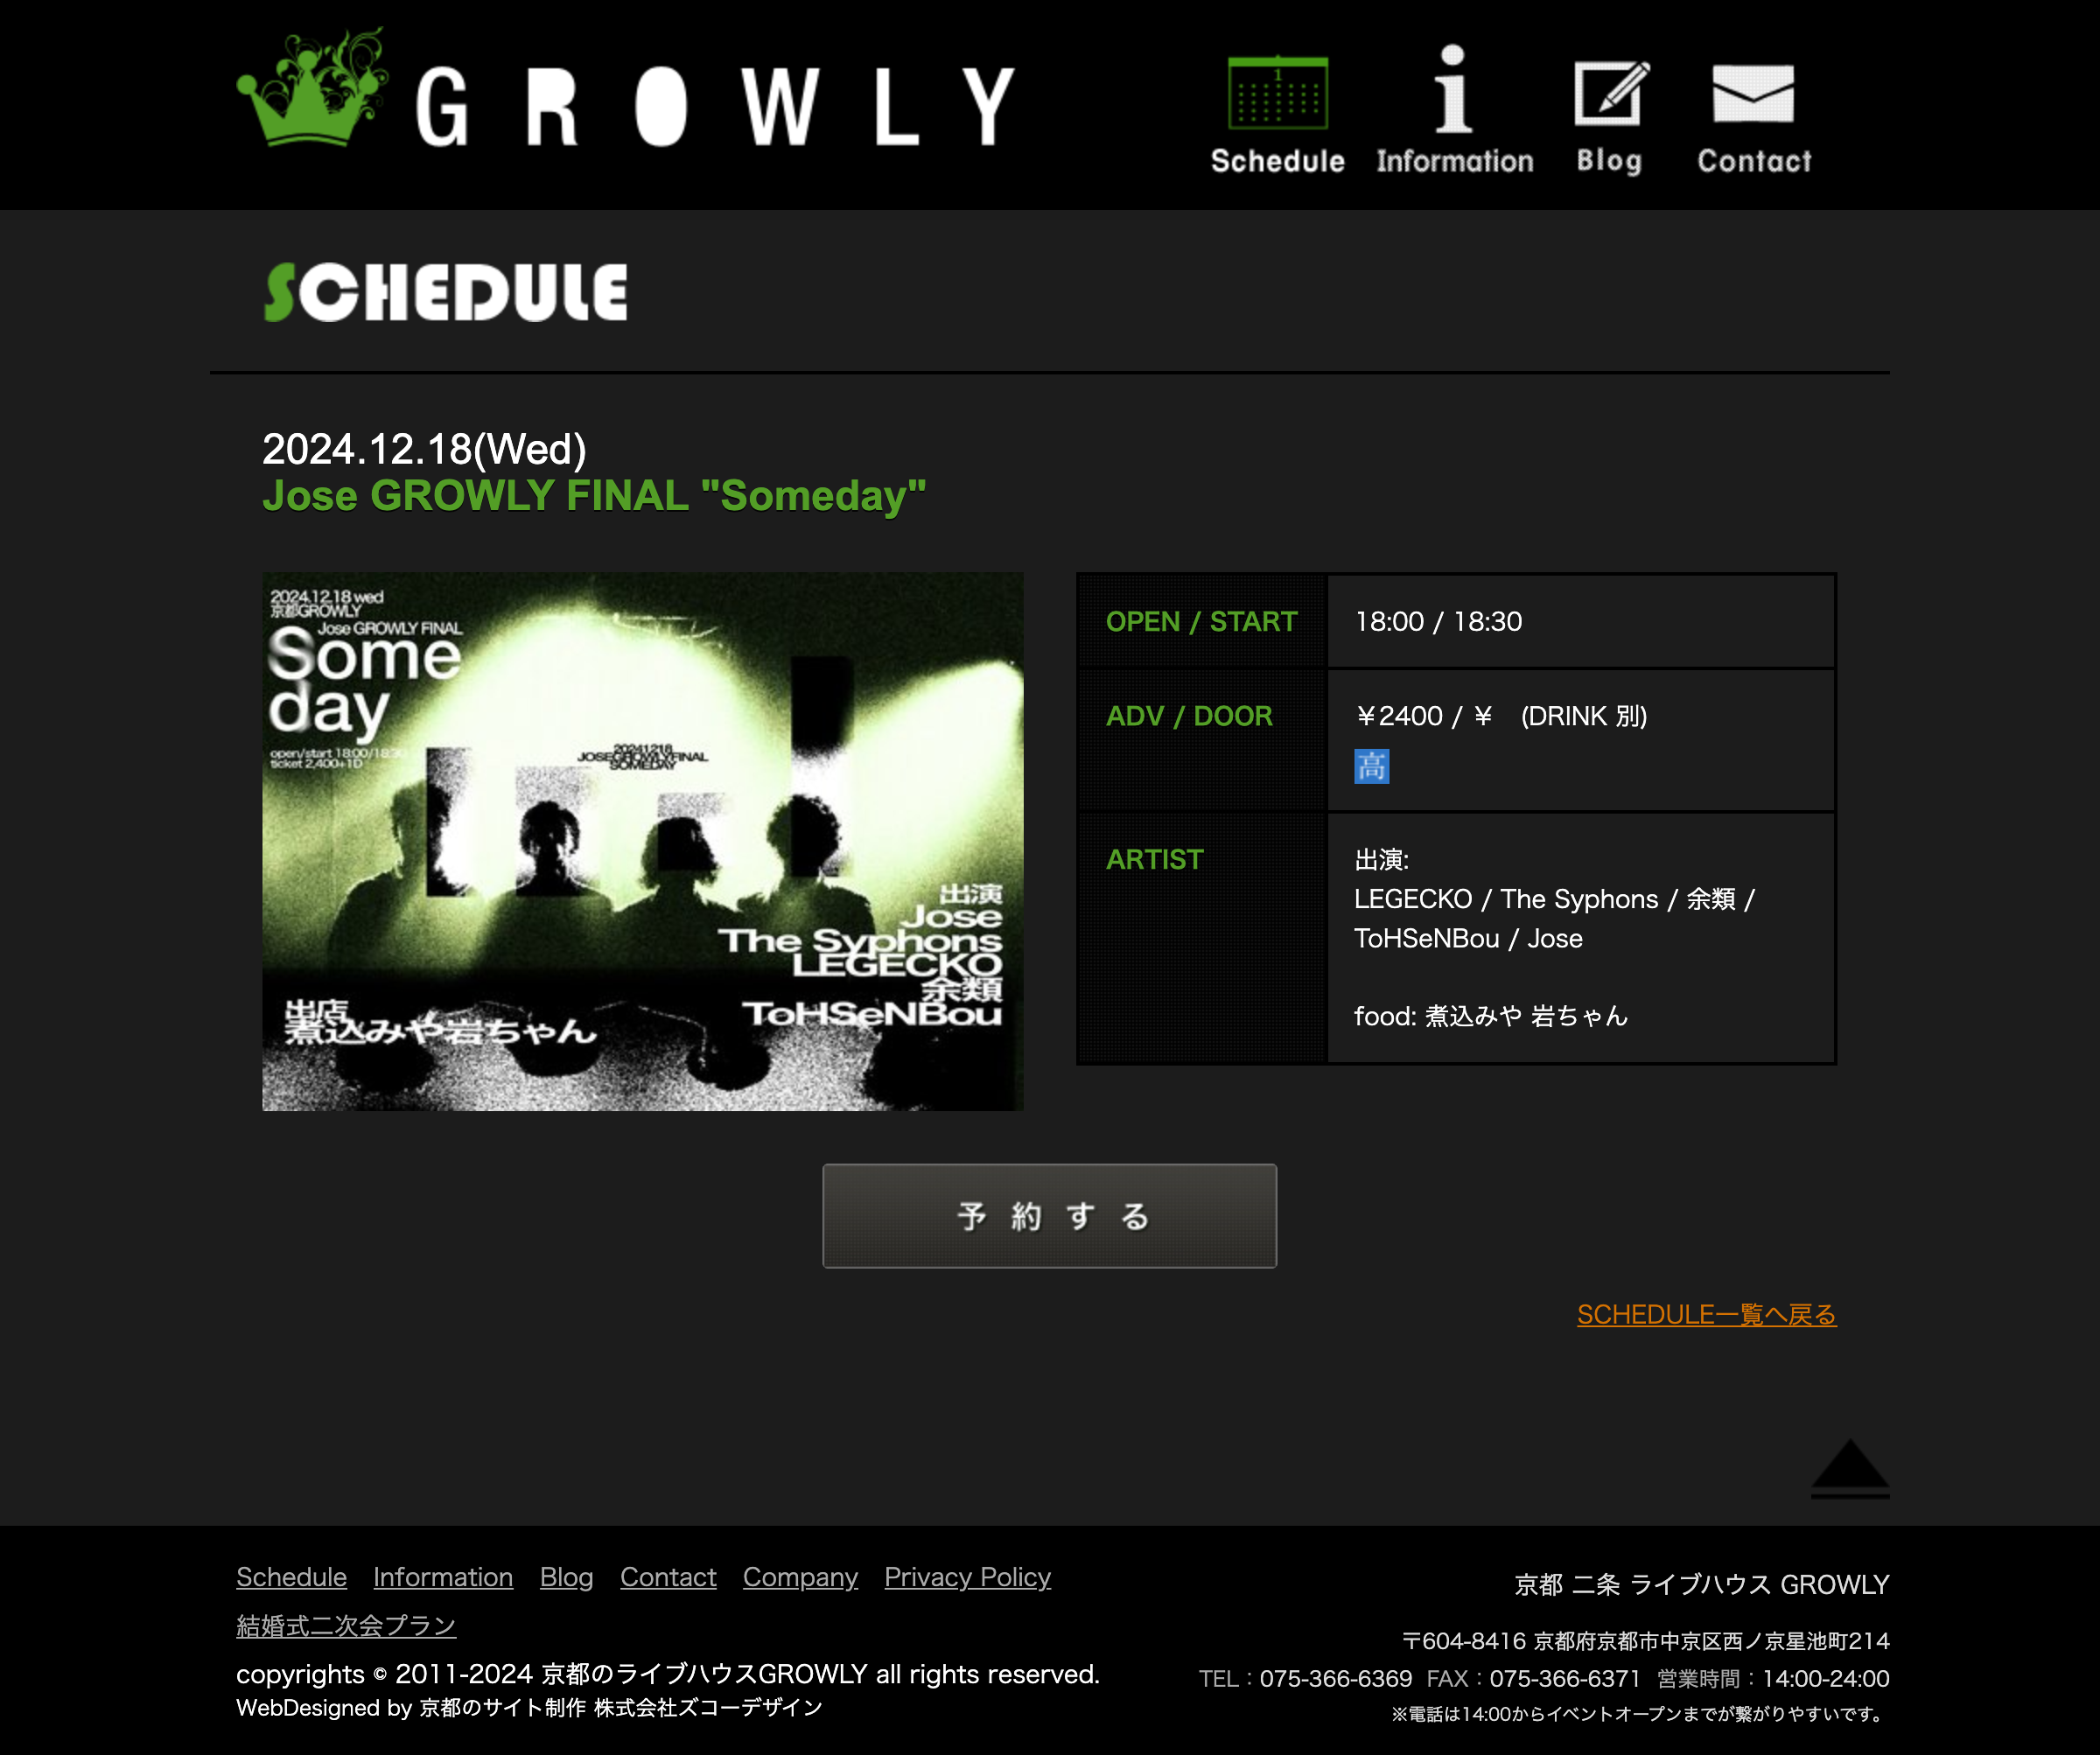 GROWLY
Schedule
Information
Blog
Contact
SCHEDULE
2024.12.18(Wed)
Jose GROWLY FINAL "Someday"
2024.12.18 wed
京都GROWLY
Jose GROWLY FINAL
Some
day
open/start 18:00/18:30
ticket 2,400+1D
20241218
JOSEGROWLYFINAL
SOMEDAY
出演
Jose
The Syphons
LEGECKO
余類
ToHSeNBou
出店
煮込みや岩ちゃん
OPEN / START
18:00 / 18:30
ADV / DOOR
￥2400 / ￥　(DRINK 別)
高
ARTIST
出演:
LEGECKO / The Syphons / 余類 /
ToHSeNBou / Jose
food: 煮込みや 岩ちゃん
予約する
SCHEDULE一覧へ戻る
Schedule Information Blog Contact Company Privacy Policy
結婚式二次会プラン
copyrights © 2011-2024 京都のライブハウスGROWLY all rights reserved.
WebDesigned by 京都のサイト制作 株式会社ズコーデザイン
京都 二条 ライブハウス GROWLY
〒604-8416 京都府京都市中京区西ノ京星池町214
TEL：075-366-6369 FAX：075-366-6371 営業時間：14:00-24:00
※電話は14:00からイベントオープンまでが繋がりやすいです。